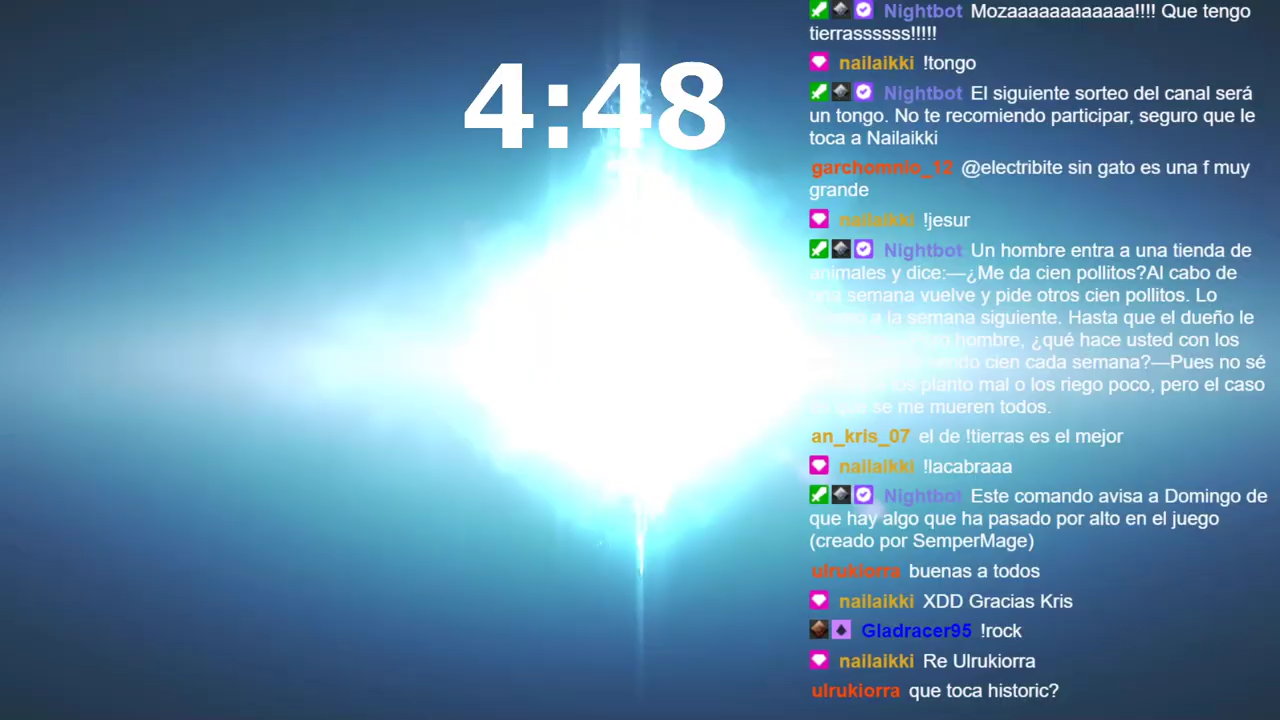 4:48
Nightbot Mozaaaaaaaaaaaa!!!! Que tengo
tierrassssss!!!!!
nailaikki !tongo
Nightbot El siguiente sorteo del canal será
un tongo. No te recomiendo participar, seguro que le
toca a Nailaikki
garchomnio_12 @electribite sin gato es una f muy
grande
nailaikki !jesur
Nightbot Un hombre entra a una tienda de
animales y dice:—¿Me da cien pollitos?Al cabo de
una semana vuelve y pide otros cien pollitos. Lo
a la semana siguiente. Hasta que el dueño le
hombre, ¿qué hace usted con los
cien cada semana?—Pues no sé
los planto mal o los riego poco, pero el caso
es que se me mueren todos.
an_kris_07 el de !tierras es el mejor
nailaikki !lacabraaa
Nightbot Este comando avisa a Domingo de
que hay algo que ha pasado por alto en el juego
(creado por SemperMage)
ulrukiorra buenas a todos
nailaikki XDD Gracias Kris
Gladracer95 !rock
nailaikki Re Ulrukiorra
ulrukiorra que toca historic?